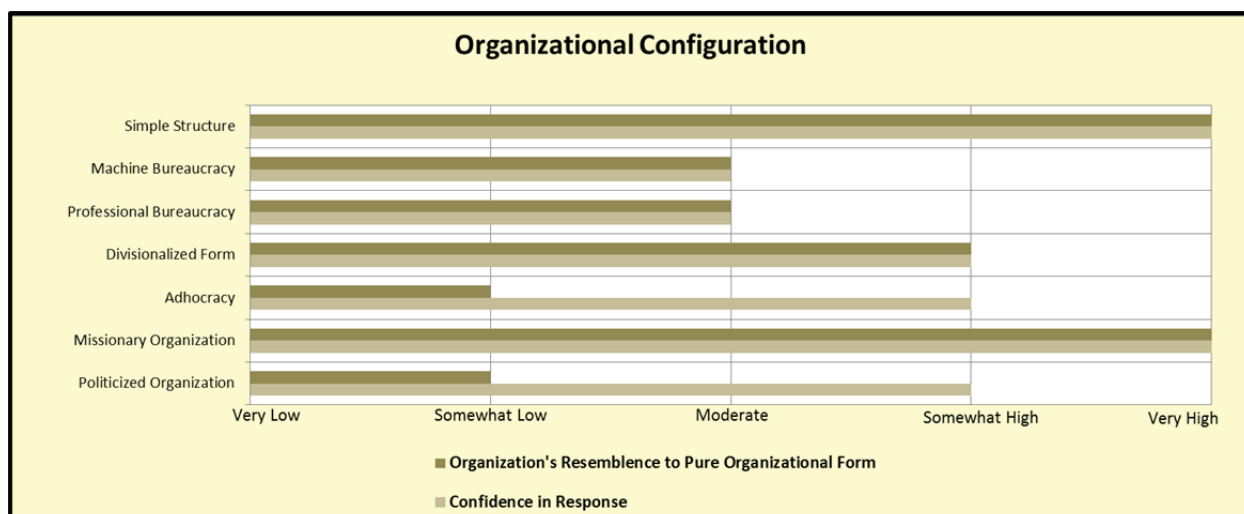 Organizational Configuration
Simple Structure
Machine Bureaucracy
Professional Bureaucracy
Divisionalized Form
Adhocracy
Missionary Organization
Politicized Organization
Very Low Somewhat Low Moderate Somewhat High Very High
Organization's Resemblence to Pure Organizational Form
Confidence in Response